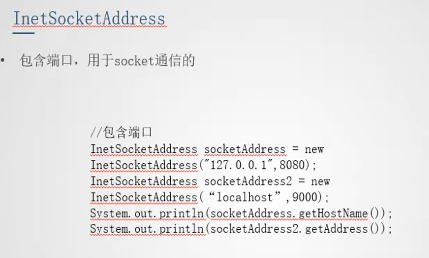 InetSocketAddress
• 包含端口，用于socket通信的
//包含端口
InetSocketAddress socketAddress = new
InetSocketAddress("127.0.0.1",8080);
InetSocketAddress socketAddress2 = new
InetSocketAddress(“localhost”,9000);
System.out.println(socketAddress.getHostName());
System.out.println(socketAddress2.getAddress());